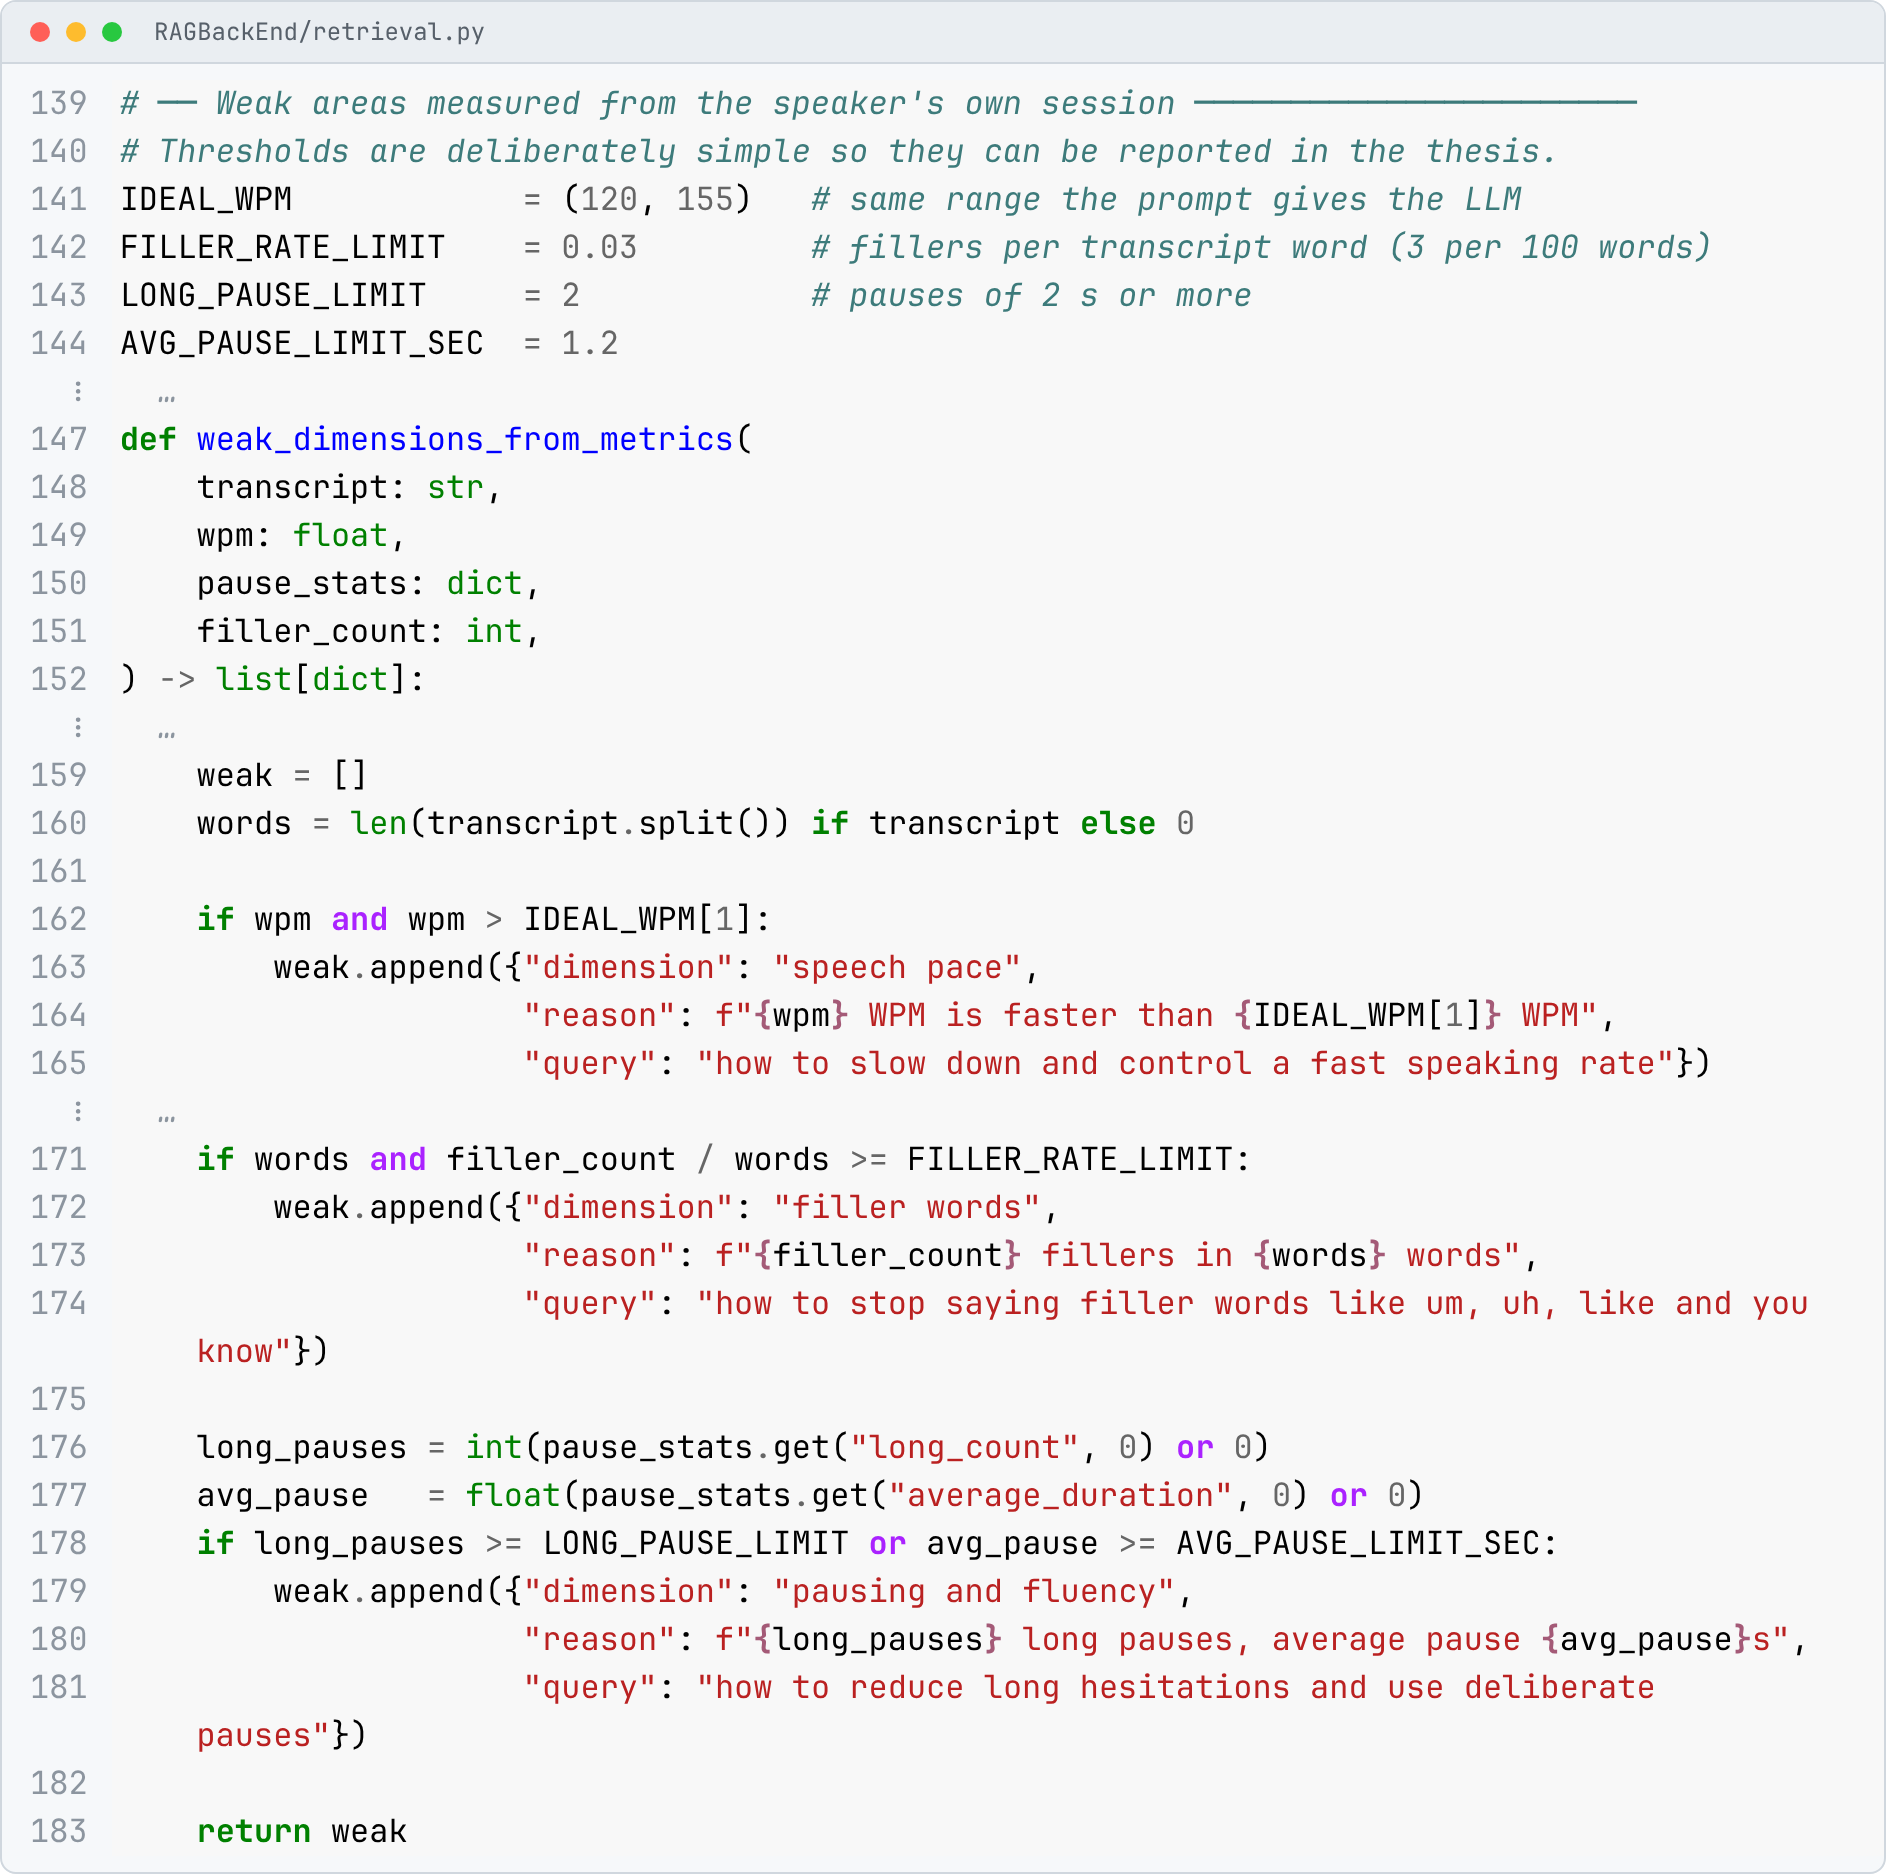 RAGBackEnd/retrieval.py
139 # ── Weak areas measured from the speaker's own session ───────────────────────
140 # Thresholds are deliberately simple so they can be reported in the thesis.
141 IDEAL_WPM            = (120, 155)   # same range the prompt gives the LLM
142 FILLER_RATE_LIMIT    = 0.03         # fillers per transcript word (3 per 100 words)
143 LONG_PAUSE_LIMIT     = 2            # pauses of 2 s or more
144 AVG_PAUSE_LIMIT_SEC  = 1.2
⋮   …
147 def weak_dimensions_from_metrics(
148     transcript: str,
149     wpm: float,
150     pause_stats: dict,
151     filler_count: int,
152 ) -> list[dict]:
⋮   …
159     weak = []
160     words = len(transcript.split()) if transcript else 0
161
162     if wpm and wpm > IDEAL_WPM[1]:
163         weak.append({"dimension": "speech pace",
164                      "reason": f"{wpm} WPM is faster than {IDEAL_WPM[1]} WPM",
165                      "query": "how to slow down and control a fast speaking rate"})
⋮   …
171     if words and filler_count / words >= FILLER_RATE_LIMIT:
172         weak.append({"dimension": "filler words",
173                      "reason": f"{filler_count} fillers in {words} words",
174                      "query": "how to stop saying filler words like um, uh, like and you
    know"})
175
176     long_pauses = int(pause_stats.get("long_count", 0) or 0)
177     avg_pause   = float(pause_stats.get("average_duration", 0) or 0)
178     if long_pauses >= LONG_PAUSE_LIMIT or avg_pause >= AVG_PAUSE_LIMIT_SEC:
179         weak.append({"dimension": "pausing and fluency",
180                      "reason": f"{long_pauses} long pauses, average pause {avg_pause}s",
181                      "query": "how to reduce long hesitations and use deliberate
    pauses"})
182
183     return weak